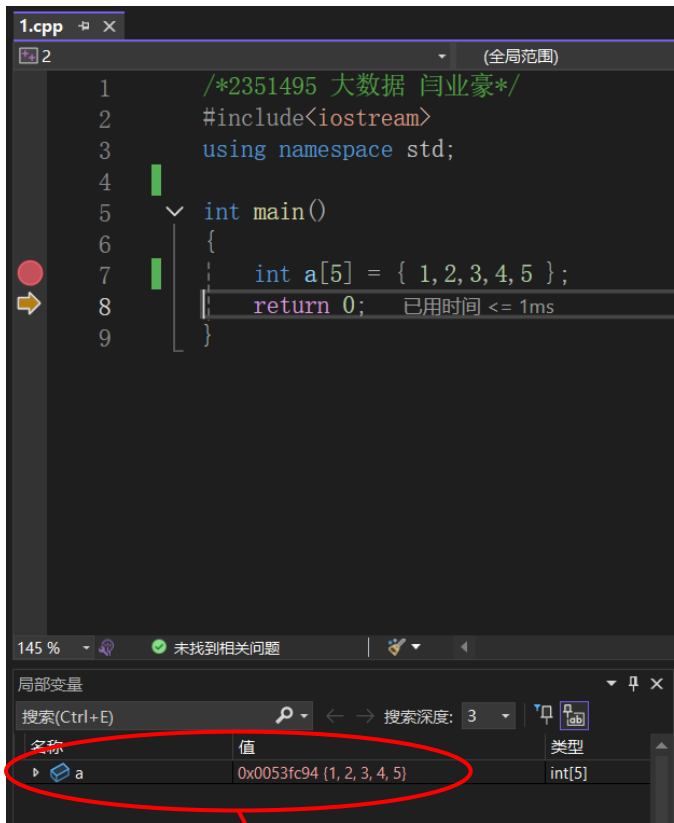 1.cpp
2 (全局范围)
1 /*2351495 大数据 闫业豪*/
2 #include<iostream>
3 using namespace std;
4
5 int main()
6 {
7 int a[5] = { 1,2,3,4,5 };
8 return 0; 已用时间 <= 1ms
9 }
145 % 未找到相关问题
局部变量
搜索(Ctrl+E) 搜索深度: 3
名称 值 类型
a 0x0053fc94 {1, 2, 3, 4, 5} int[5]